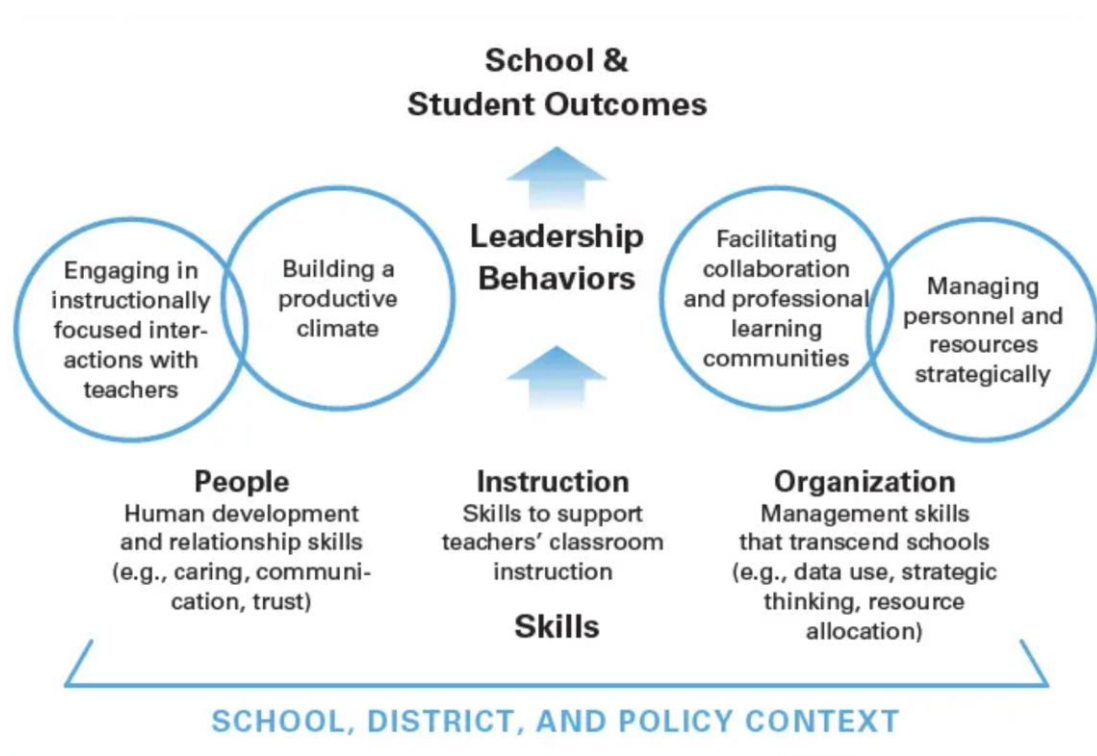 School &
Student Outcomes
Leadership
Behaviors
Engaging in
instructionally
focused inter-
actions with
teachers
Building a
productive
climate
Facilitating
collaboration
and professional
learning
communities
Managing
personnel and
resources
strategically
People
Human development
and relationship skills
(e.g., caring, communi-
cation, trust)
Instruction
Skills to support
teachers’ classroom
instruction
Organization
Management skills
that transcend schools
(e.g., data use, strategic
thinking, resource
allocation)
Skills
SCHOOL, DISTRICT, AND POLICY CONTEXT